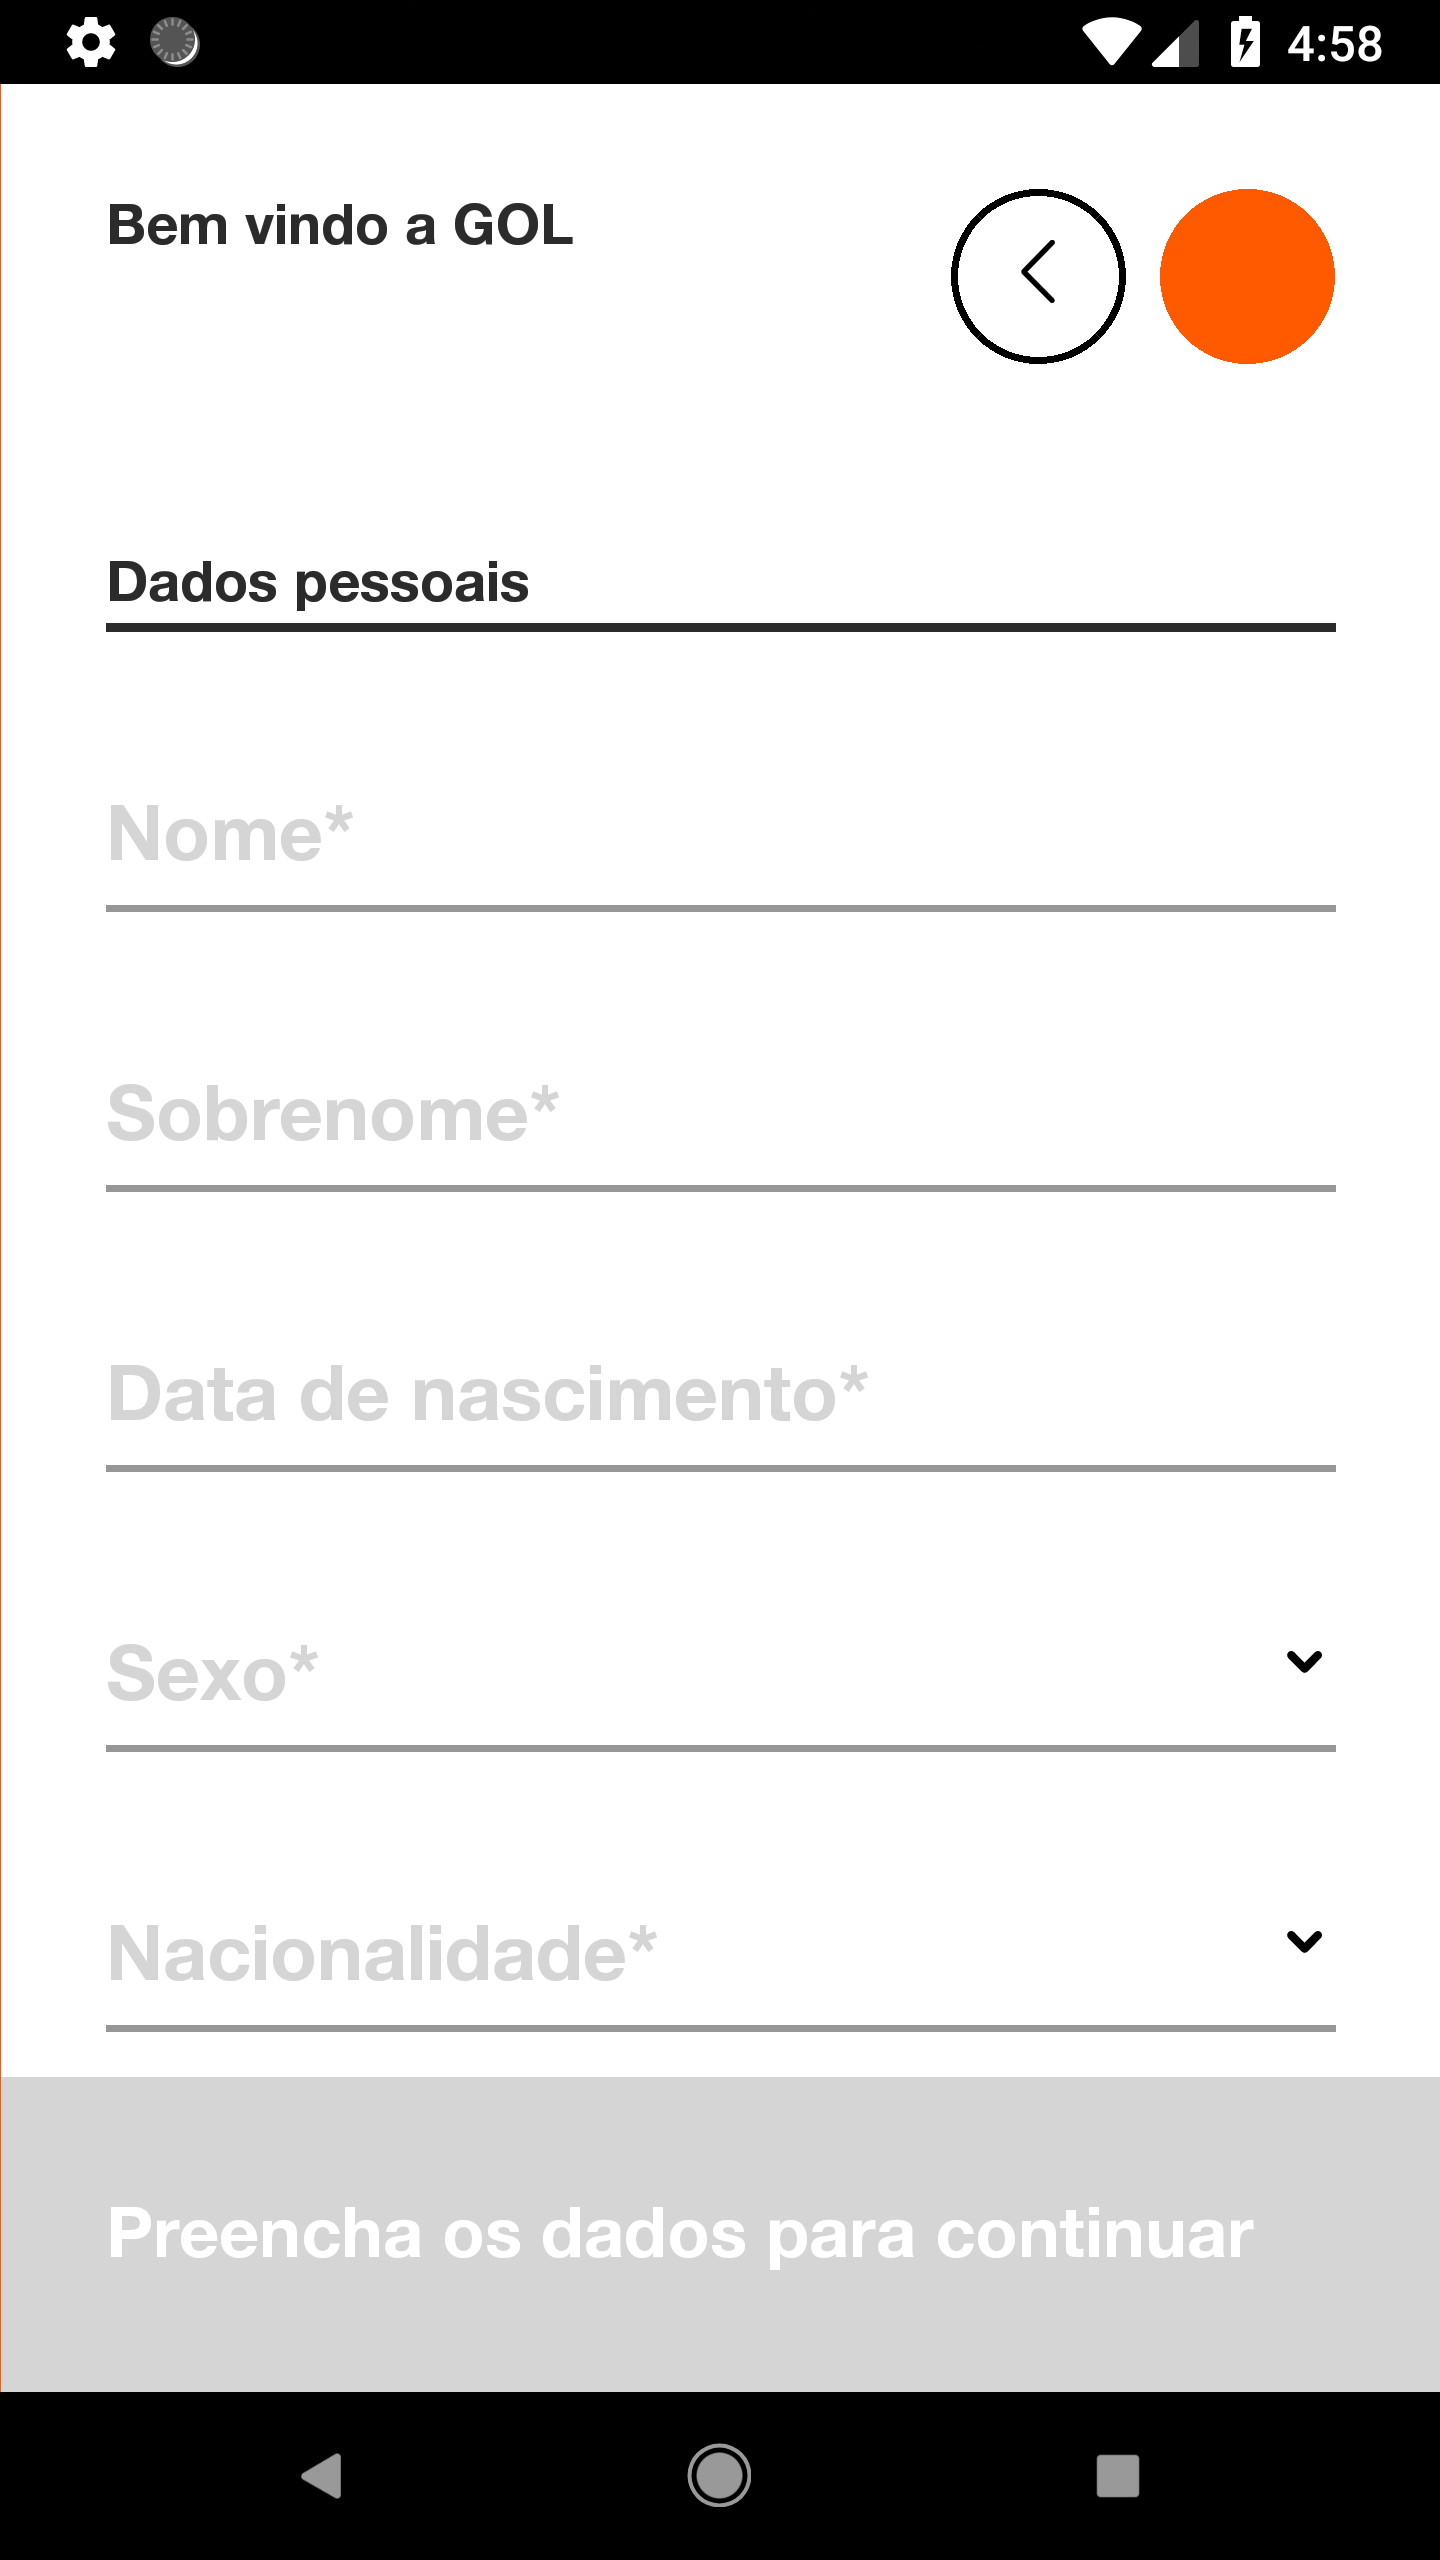 4:58
Bem vindo a GOL
Dados pessoais
Nome*
Sobrenome*
Data de nascimento*
Sexo*
Nacionalidade*
Preencha os dados para continuar